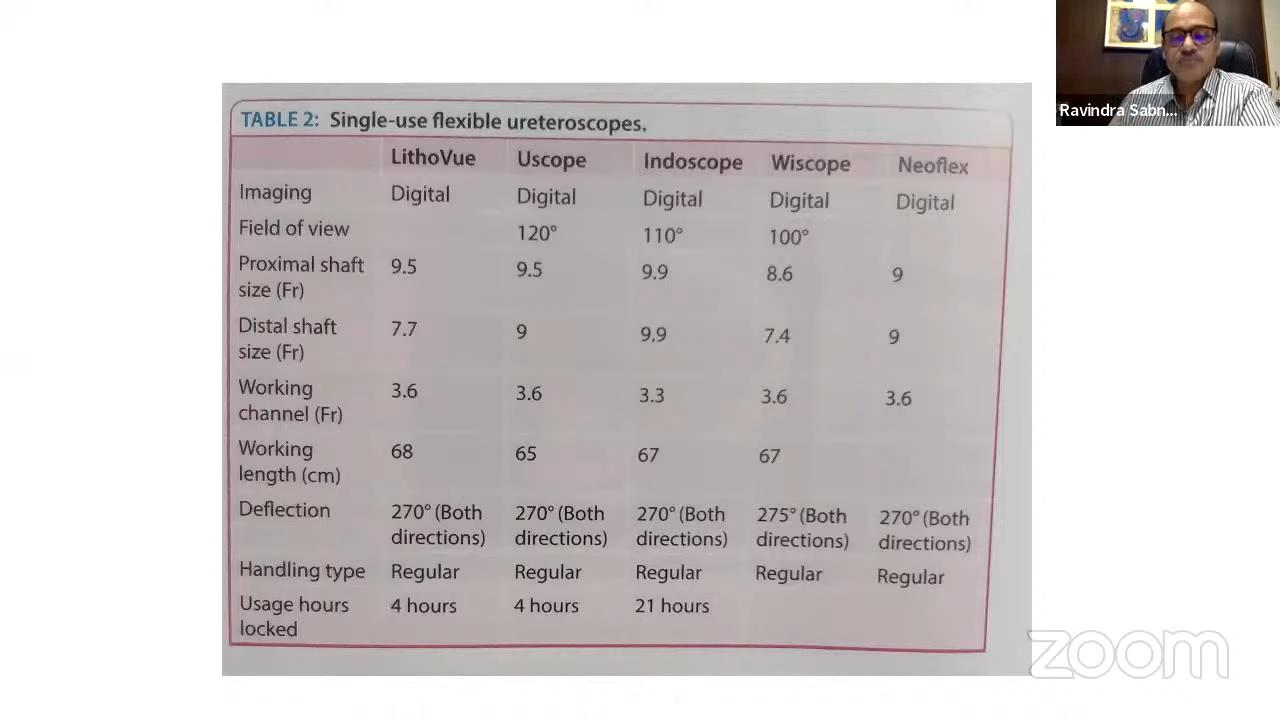 Ravindra Sabn...
TABLE 2: Single-use flexible ureteroscopes.
LithoVue Uscope Indoscope Wiscope Neoflex
Imaging Digital Digital Digital Digital Digital
Field of view 120° 110° 100°
Proximal shaft size (Fr) 9.5 9.5 9.9 8.6 9
Distal shaft size (Fr) 7.7 9 9.9 7.4 9
Working channel (Fr) 3.6 3.6 3.3 3.6 3.6
Working length (cm) 68 65 67 67
Deflection 270° (Both directions) 270° (Both directions) 270° (Both directions) 275° (Both directions) 270° (Both directions)
Handling type Regular Regular Regular Regular Regular
Usage hours locked 4 hours 4 hours 21 hours
zoom